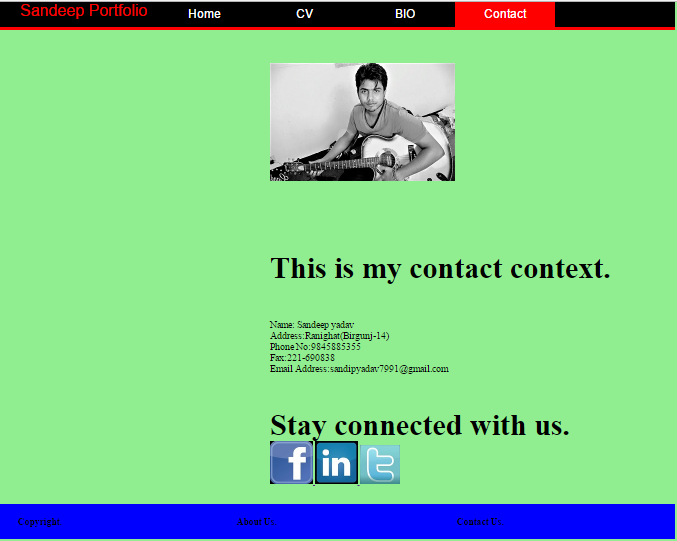 Sandeep Portfolio Home CV BIO Contact
This is my contact context.
Name: Sandeep yadav
Address:Ranighat(Birgunj-14)
Phone No:9845885355
Fax:221-690838
Email Address:sandipyadav7991@gmail.com
Stay connected with us.
f in t
Copyright. About Us. Contact Us.